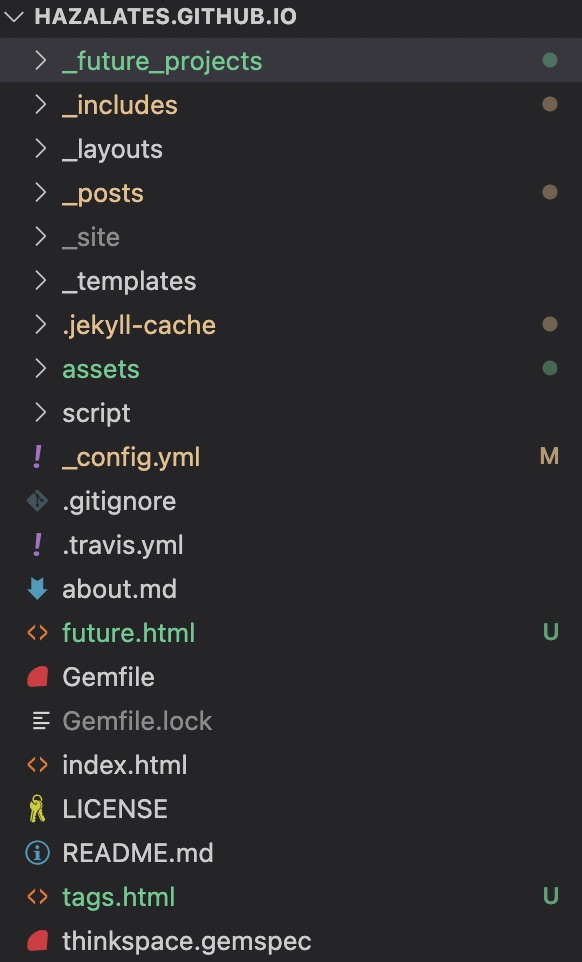 HAZALATES.GITHUB.IO
_future_projects
_includes
_layouts
_posts
_site
_templates
.jekyll-cache
assets
script
! _config.yml M
.gitignore
! .travis.yml
about.md
<> future.html U
Gemfile
Gemfile.lock
<> index.html
LICENSE
README.md
<> tags.html U
thinkspace.gemspec